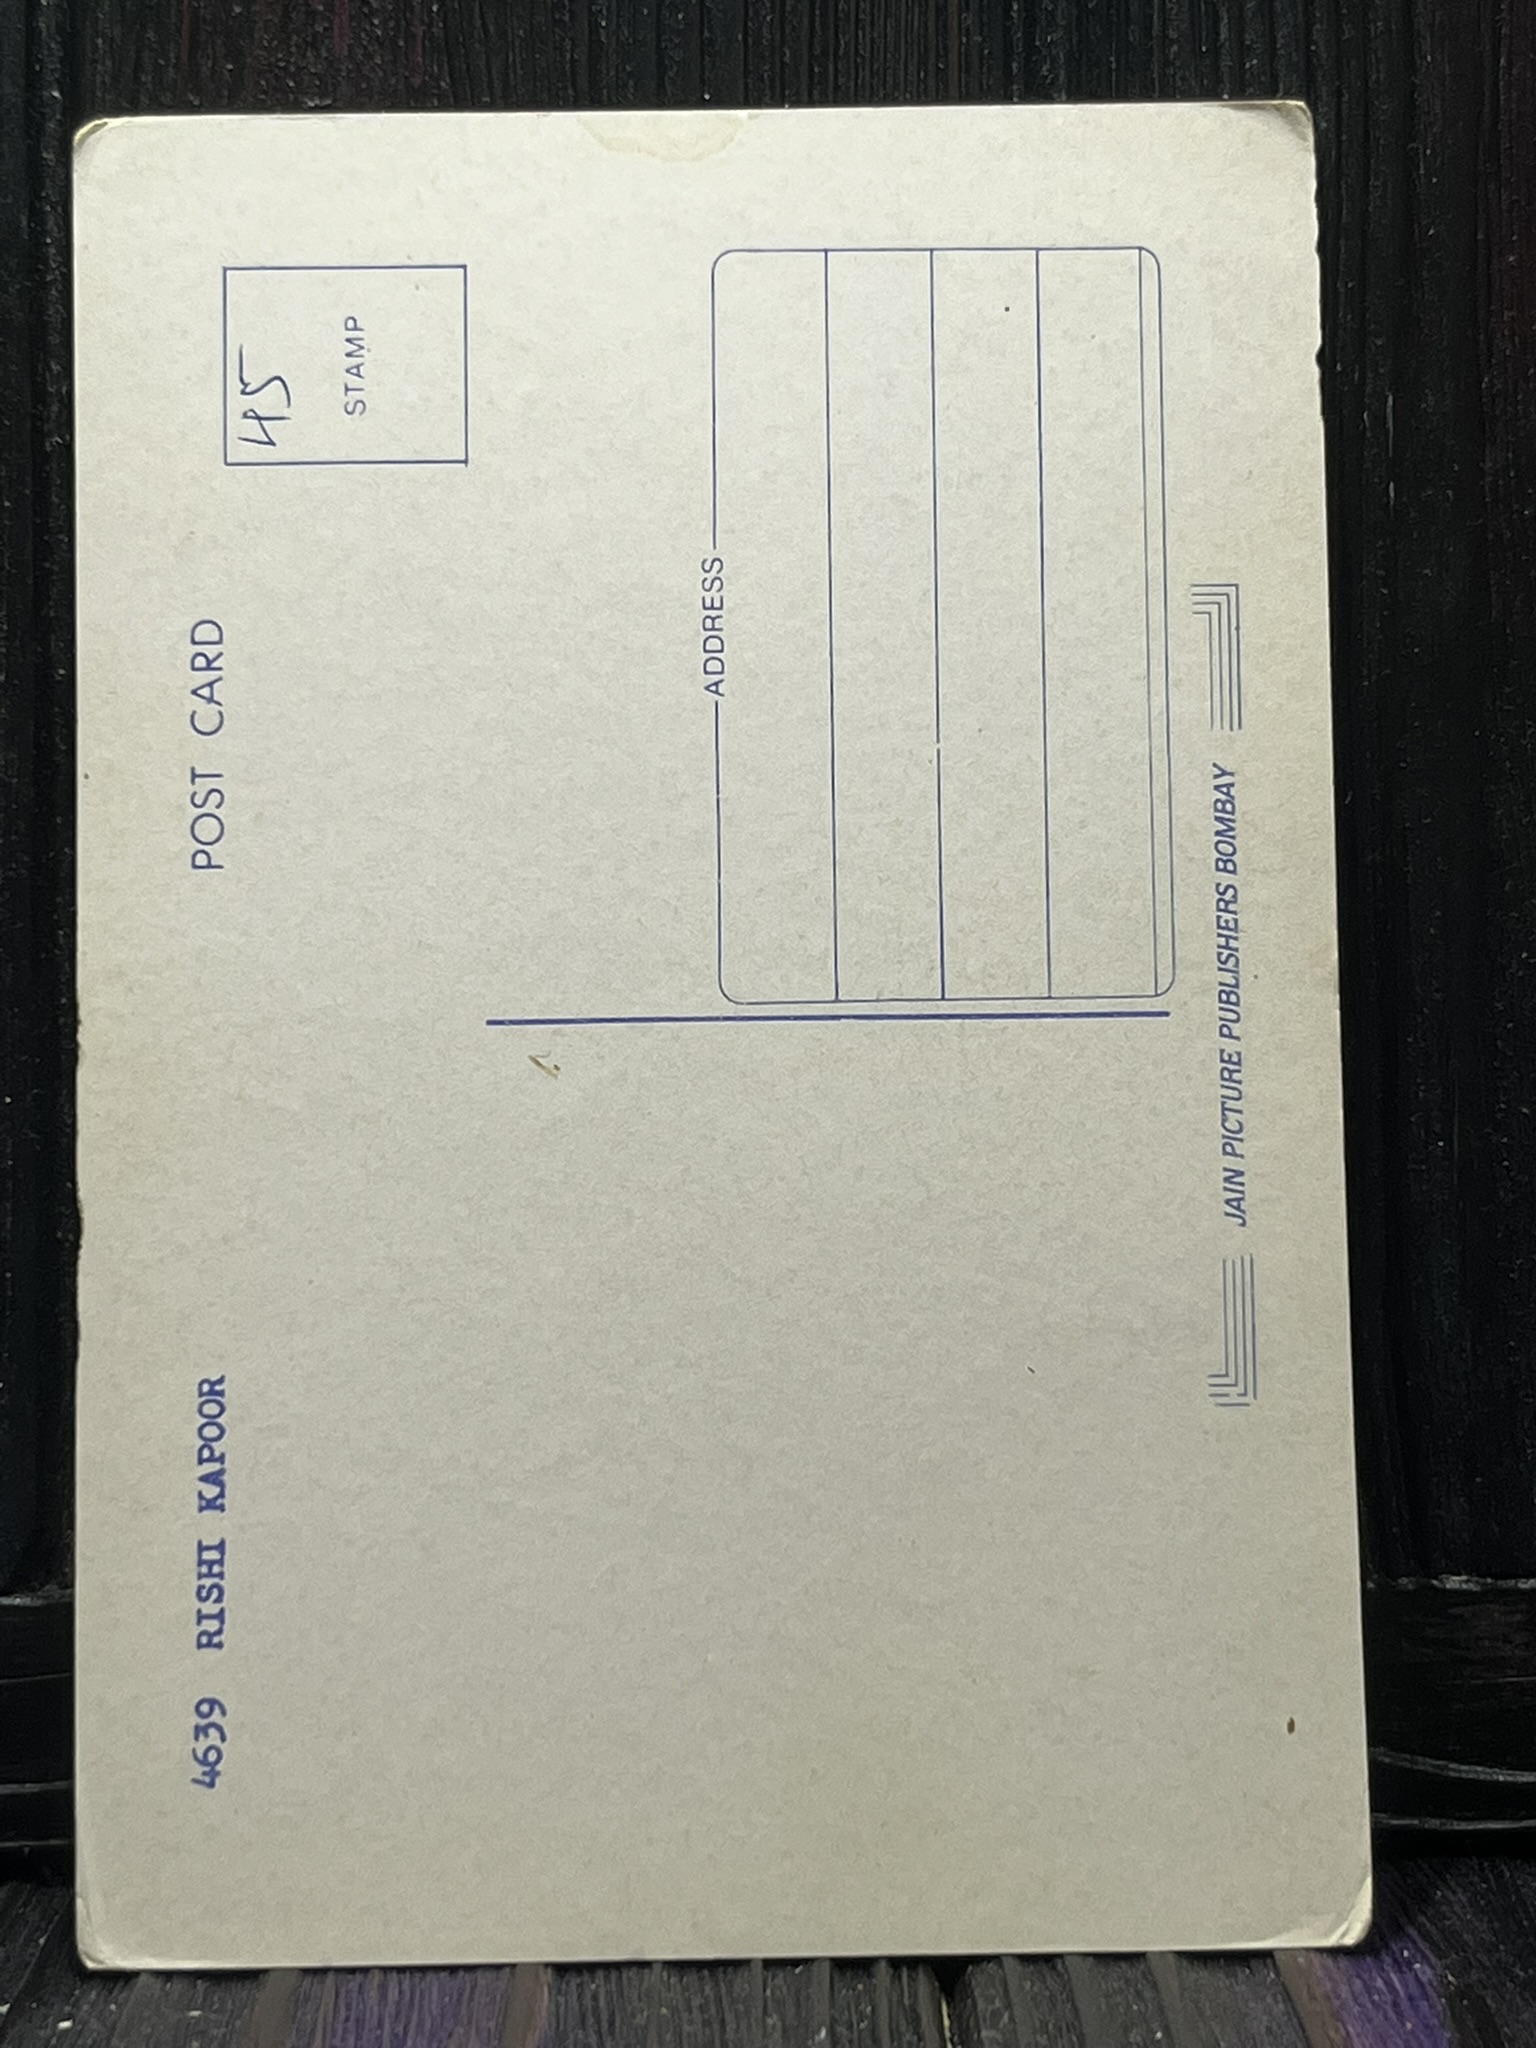 4639 RISHI KAPOOR
POST CARD
45
STAMP
ADDRESS
JAIN PICTURE PUBLISHERS BOMBAY